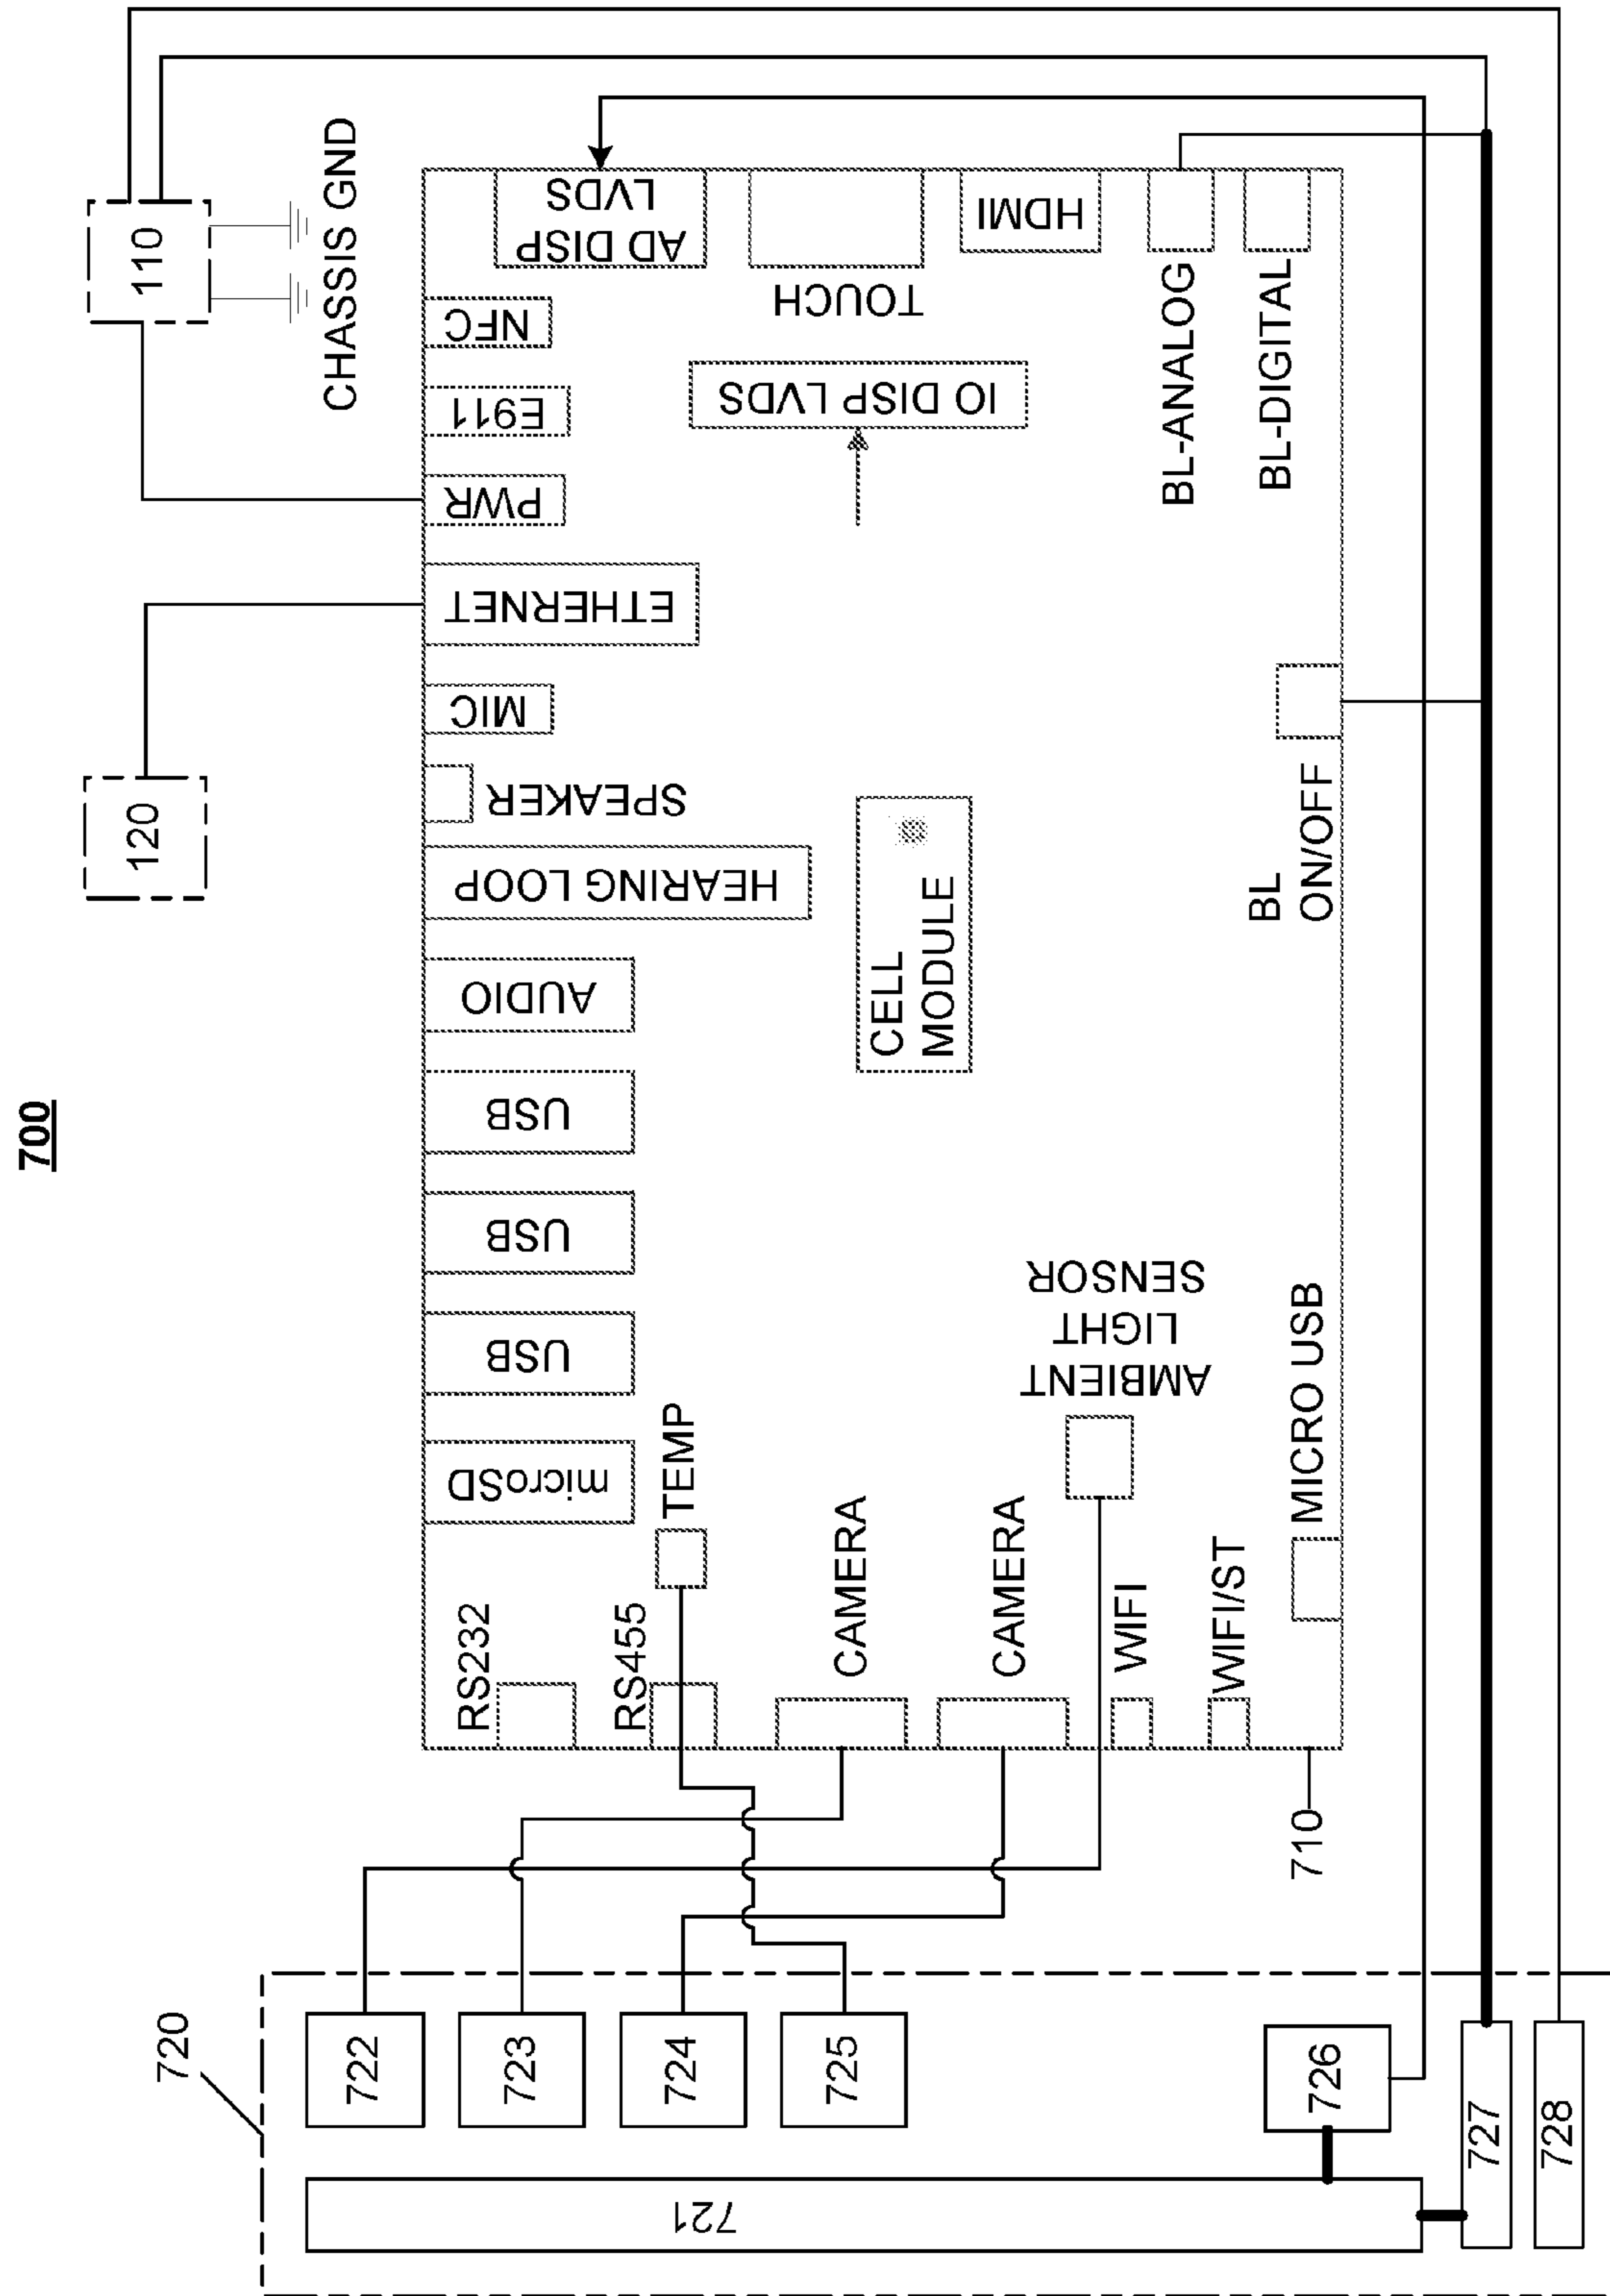 700
120
110
CHASSIS GND
RS232
RS455
microSD
TEMP
USB
USB
USB
AUDIO
HEARING LOOP
SPEAKER
MIC
ETHERNET
PWR
E911
NFC
AD DISP
LVDS
TOUCH
HDMI
IO DISP LVDS
BL-ANALOG
BL-DIGITAL
CELL
MODULE
BL
ON/OFF
CAMERA
CAMERA
AMBIENT
LIGHT
SENSOR
WIFI
WIFI/ST
MICRO USB
710
720
722
723
724
725
726
721
727
728